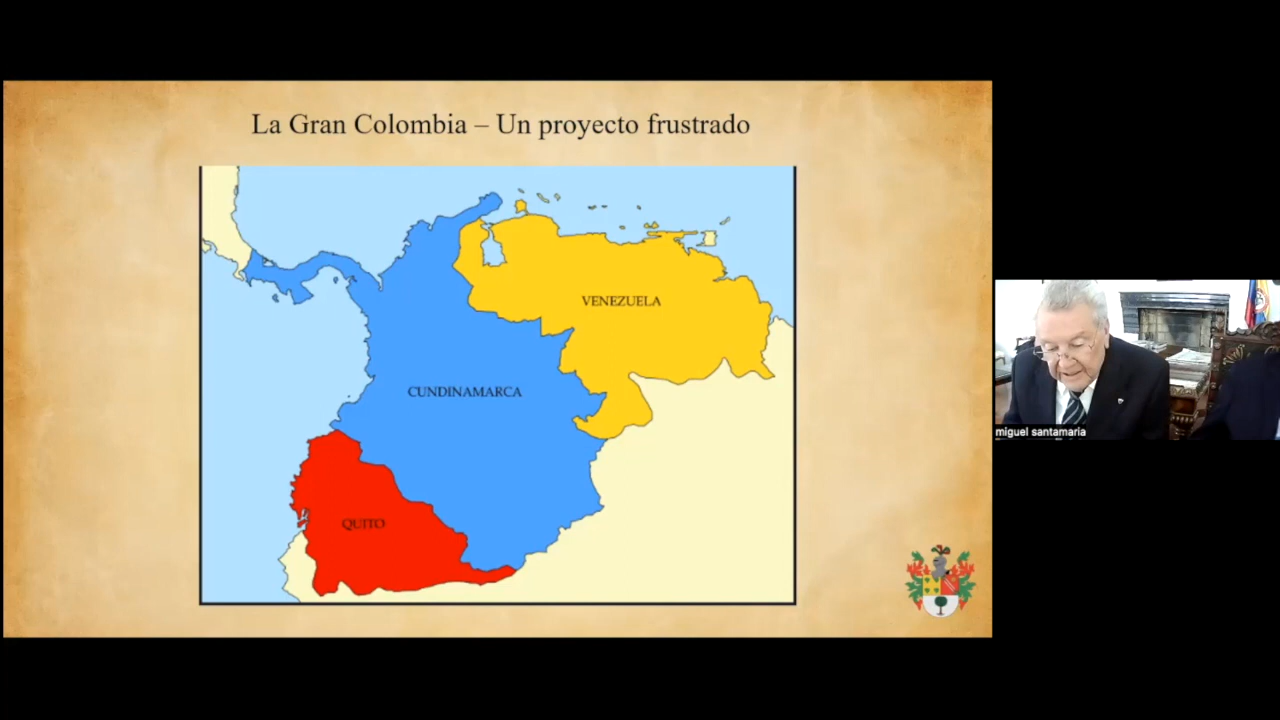 La Gran Colombia – Un proyecto frustrado
VENEZUELA
CUNDINAMARCA
QUITO
miguel santamaria